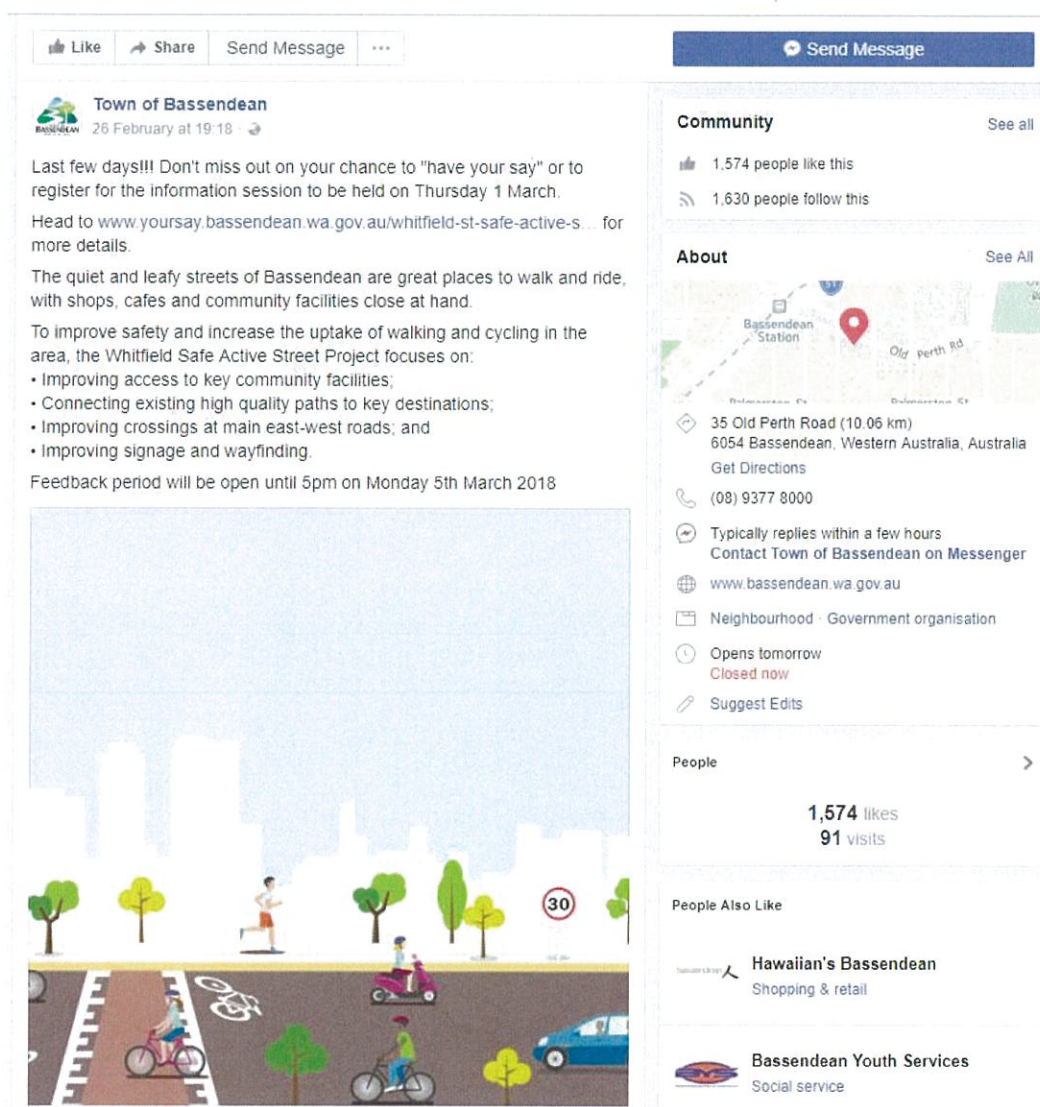 Like
Share
Send Message
...
Send Message
Town of Bassendean
26 February at 19:18 ·
BASSENDEAN
Last few days!!! Don't miss out on your chance to "have your say" or to
register for the information session to be held on Thursday 1 March.
Head to www.yoursay.bassendean.wa.gov.au/whitfield-st-safe-active-s... for
more details.
The quiet and leafy streets of Bassendean are great places to walk and ride,
with shops, cafes and community facilities close at hand.
To improve safety and increase the uptake of walking and cycling in the
area, the Whitfield Safe Active Street Project focuses on:
• Improving access to key community facilities;
• Connecting existing high quality paths to key destinations;
• Improving crossings at main east-west roads; and
• Improving signage and wayfinding.
Feedback period will be open until 5pm on Monday 5th March 2018
30
Community
See all
1,574 people like this
1,630 people follow this
About
See All
51
Bassendean
Station
Old Perth Rd
35 Old Perth Road (10.06 km)
6054 Bassendean, Western Australia, Australia
Get Directions
(08) 9377 8000
Typically replies within a few hours
Contact Town of Bassendean on Messenger
www.bassendean.wa.gov.au
Neighbourhood · Government organisation
Opens tomorrow
Closed now
Suggest Edits
People
1,574 likes
91 visits
People Also Like
Hawaiian's Bassendean
Shopping & retail
Bassendean Youth Services
Social service